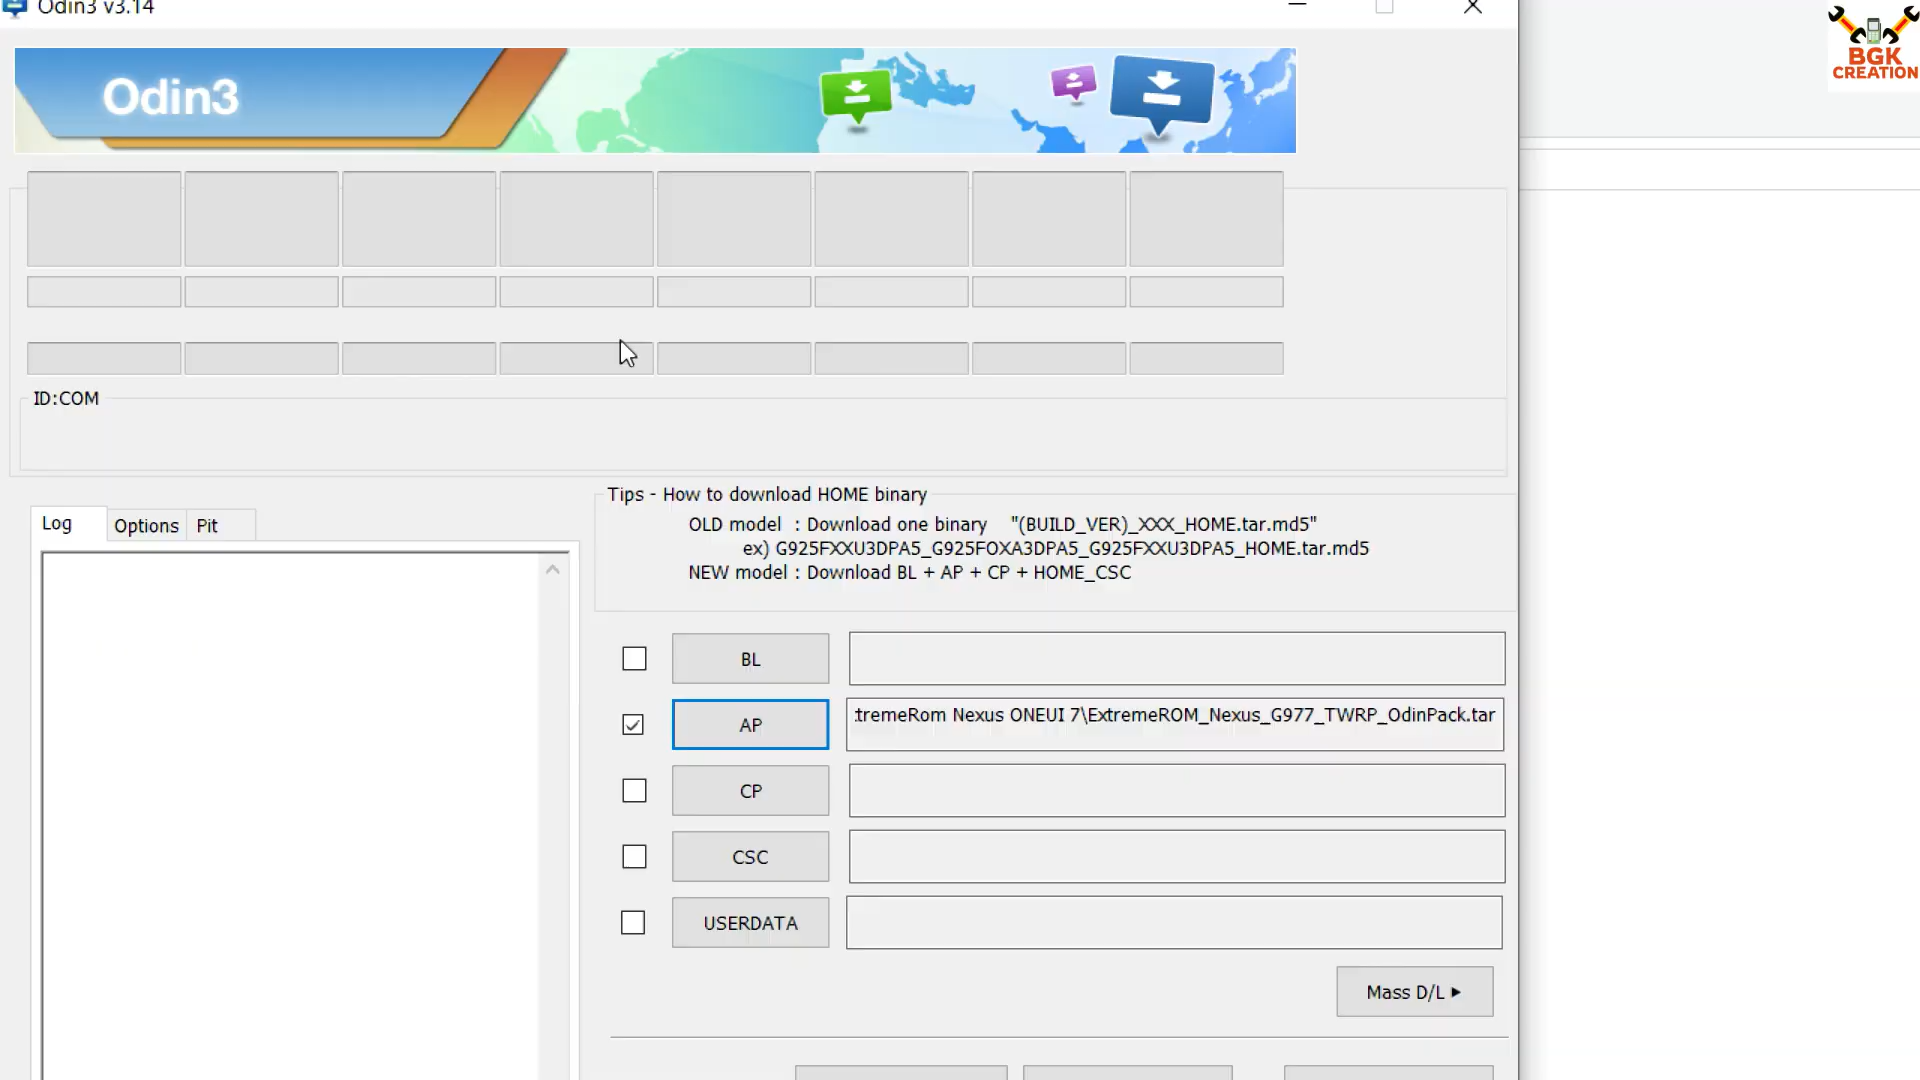 Odin3 v3.14
BGK
CREATION
Odin3
ID:COM
Log
Options
Pit
Tips - How to download HOME binary
OLD model : Download one binary "(BUILD_VER)_XXX_HOME.tar.md5"
ex) G925FXXU3DPA5_G925FOXA3DPA5_G925FXXU3DPA5_HOME.tar.md5
NEW model : Download BL + AP + CP + HOME_CSC
BL
AP
tremeRom Nexus ONEUI 7\ExtremeROM_Nexus_G977_TWRP_OdinPack.tar
CP
CSC
USERDATA
Mass D/L